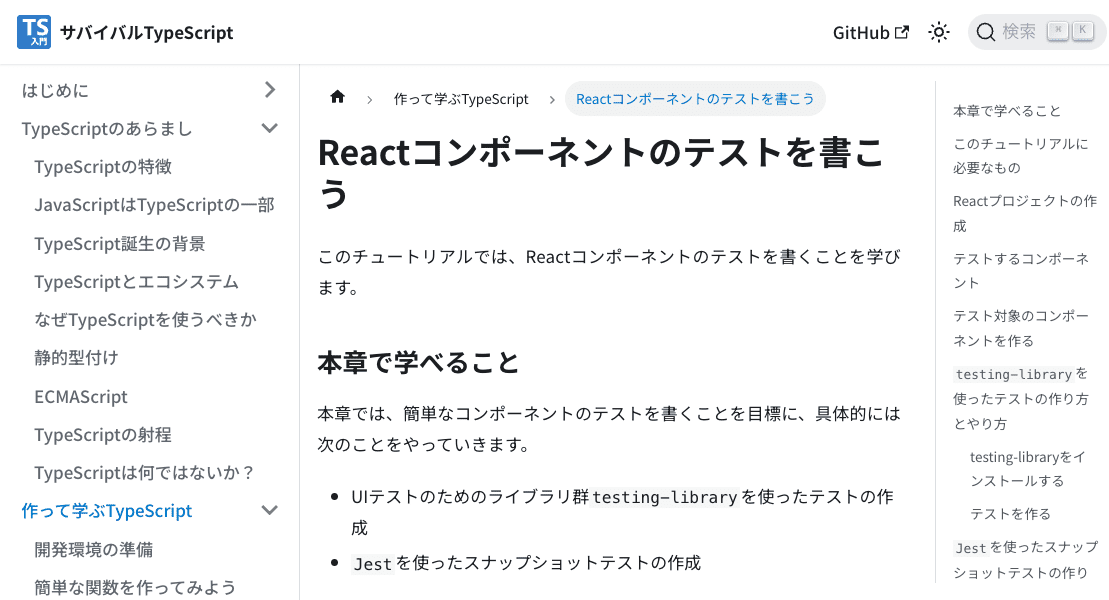 TS
入門
サバイバルTypeScript
GitHub
検索
⌘
K
はじめに
TypeScriptのあらまし
TypeScriptの特徴
JavaScriptはTypeScriptの一部
TypeScript誕生の背景
TypeScriptとエコシステム
なぜTypeScriptを使うべきか
静的型付け
ECMAScript
TypeScriptの射程
TypeScriptは何ではないか？
作って学ぶTypeScript
開発環境の準備
簡単な関数を作ってみよう
作って学ぶTypeScript
Reactコンポーネントのテストを書こう
Reactコンポーネントのテストを書こ
う
このチュートリアルでは、Reactコンポーネントのテストを書くことを学び
ます。
本章で学べること
本章では、簡単なコンポーネントのテストを書くことを目標に、具体的には
次のことをやっていきます。
UIテストのためのライブラリ群testing-libraryを使ったテストの作
成
Jestを使ったスナップショットテストの作成
本章で学べること
このチュートリアルに
必要なもの
Reactプロジェクトの作
成
テストするコンポーネ
ント
テスト対象のコンポー
ネントを作る
testing-libraryを
使ったテストの作り方
とやり方
testing-libraryをイ
ンストールする
テストを作る
Jestを使ったスナップ
ショットテストの作り